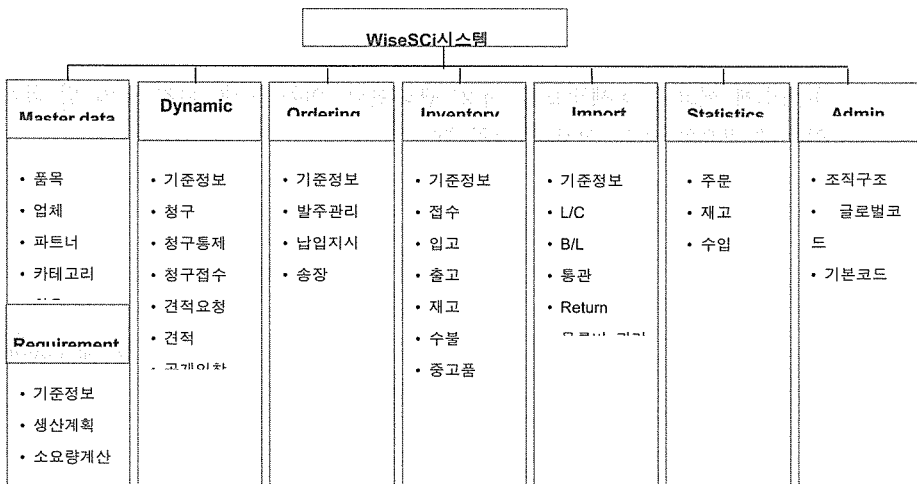 WiseSCi시스템
Master data
• 품목
• 업체
• 파트너
• 카테고리
Requirement
• 기준정보
• 생산계획
• 소요량계산
Dynamic
• 기준정보
• 청구
• 청구통제
• 청구접수
• 견적요청
• 견적
• 공개입찰
Ordering
• 기준정보
• 발주관리
• 납입지시
• 송장
Inventory
• 기준정보
• 접수
• 입고
• 출고
• 재고
• 수불
• 중고품
Import
• 기준정보
• L/C
• B/L
• 통관
• Return
Statistics
• 주문
• 재고
• 수입
Admin
• 조직구조
• 글로벌코
드
• 기본코드